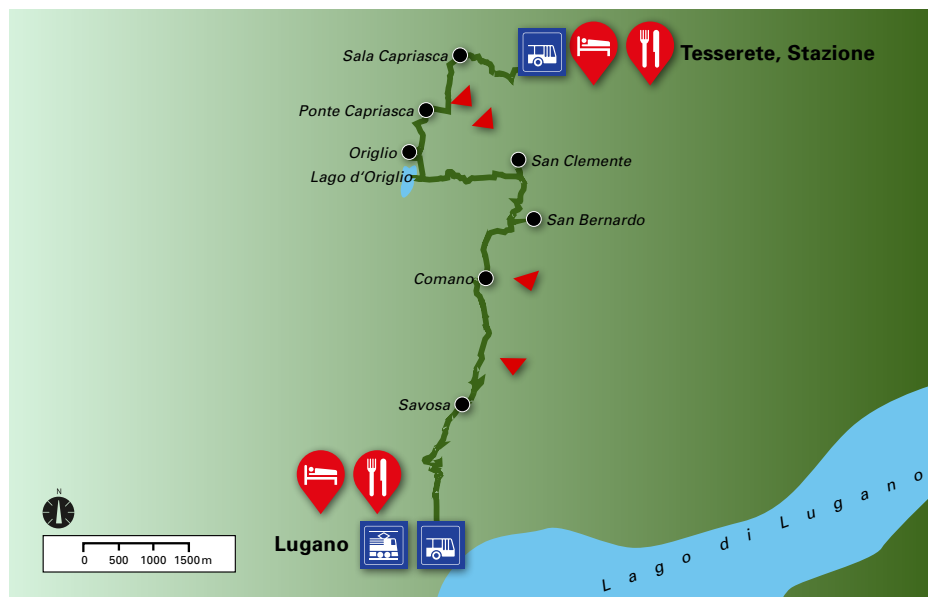 Sala Capriasca
Tesserete, Stazione
Ponte Capriasca
Origlio
San Clemente
Lago d‘Origlio
San Bernardo
Comano
Savosa
Lago di Lugano
N
Lugano
0 500 1000 1500 m